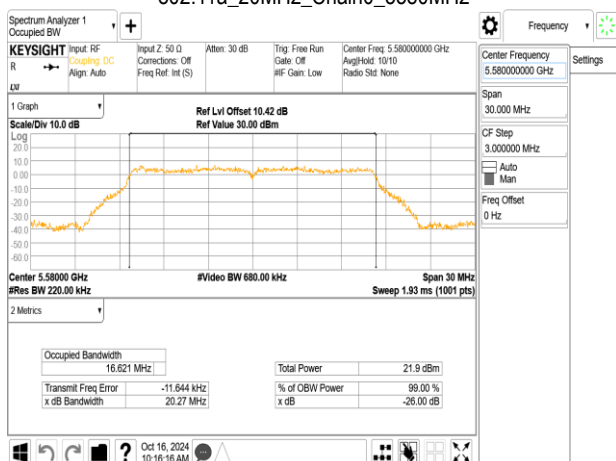 802.11a_20MHz_Chain0_5580MHz
Spectrum Analyzer 1
Occupied BW
Frequency
KEYSIGHT
R
LXI
Input: RF
Coupling: DC
Align: Auto
Input Z: 50 Ω
Corrections: Off
Freq Ref: Int (S)
Atten: 30 dB
Trig: Free Run
Gate: Off
#IF Gain: Low
Center Freq: 5.580000000 GHz
Avg|Hold: 10/10
Radio Std: None
Center Frequency
5.580000000 GHz
Settings
Span
30.000 MHz
CF Step
3.000000 MHz
Auto
Man
Freq Offset
0 Hz
1 Graph
Scale/Div 10.0 dB
Ref Lvl Offset 10.42 dB
Ref Value 30.00 dBm
Log
20.0
10.0
0.00
-10.0
-20.0
-30.0
-40.0
-50.0
-60.0
Center 5.58000 GHz
#Res BW 220.00 kHz
#Video BW 680.00 kHz
Span 30 MHz
Sweep 1.93 ms (1001 pts)
2 Metrics
Occupied Bandwidth
16.621 MHz
Total Power 21.9 dBm
Transmit Freq Error -11.644 kHz
% of OBW Power 99.00 %
x dB Bandwidth 20.27 MHz
x dB -26.00 dB
?
Oct 16, 2024
10:16:16 AM